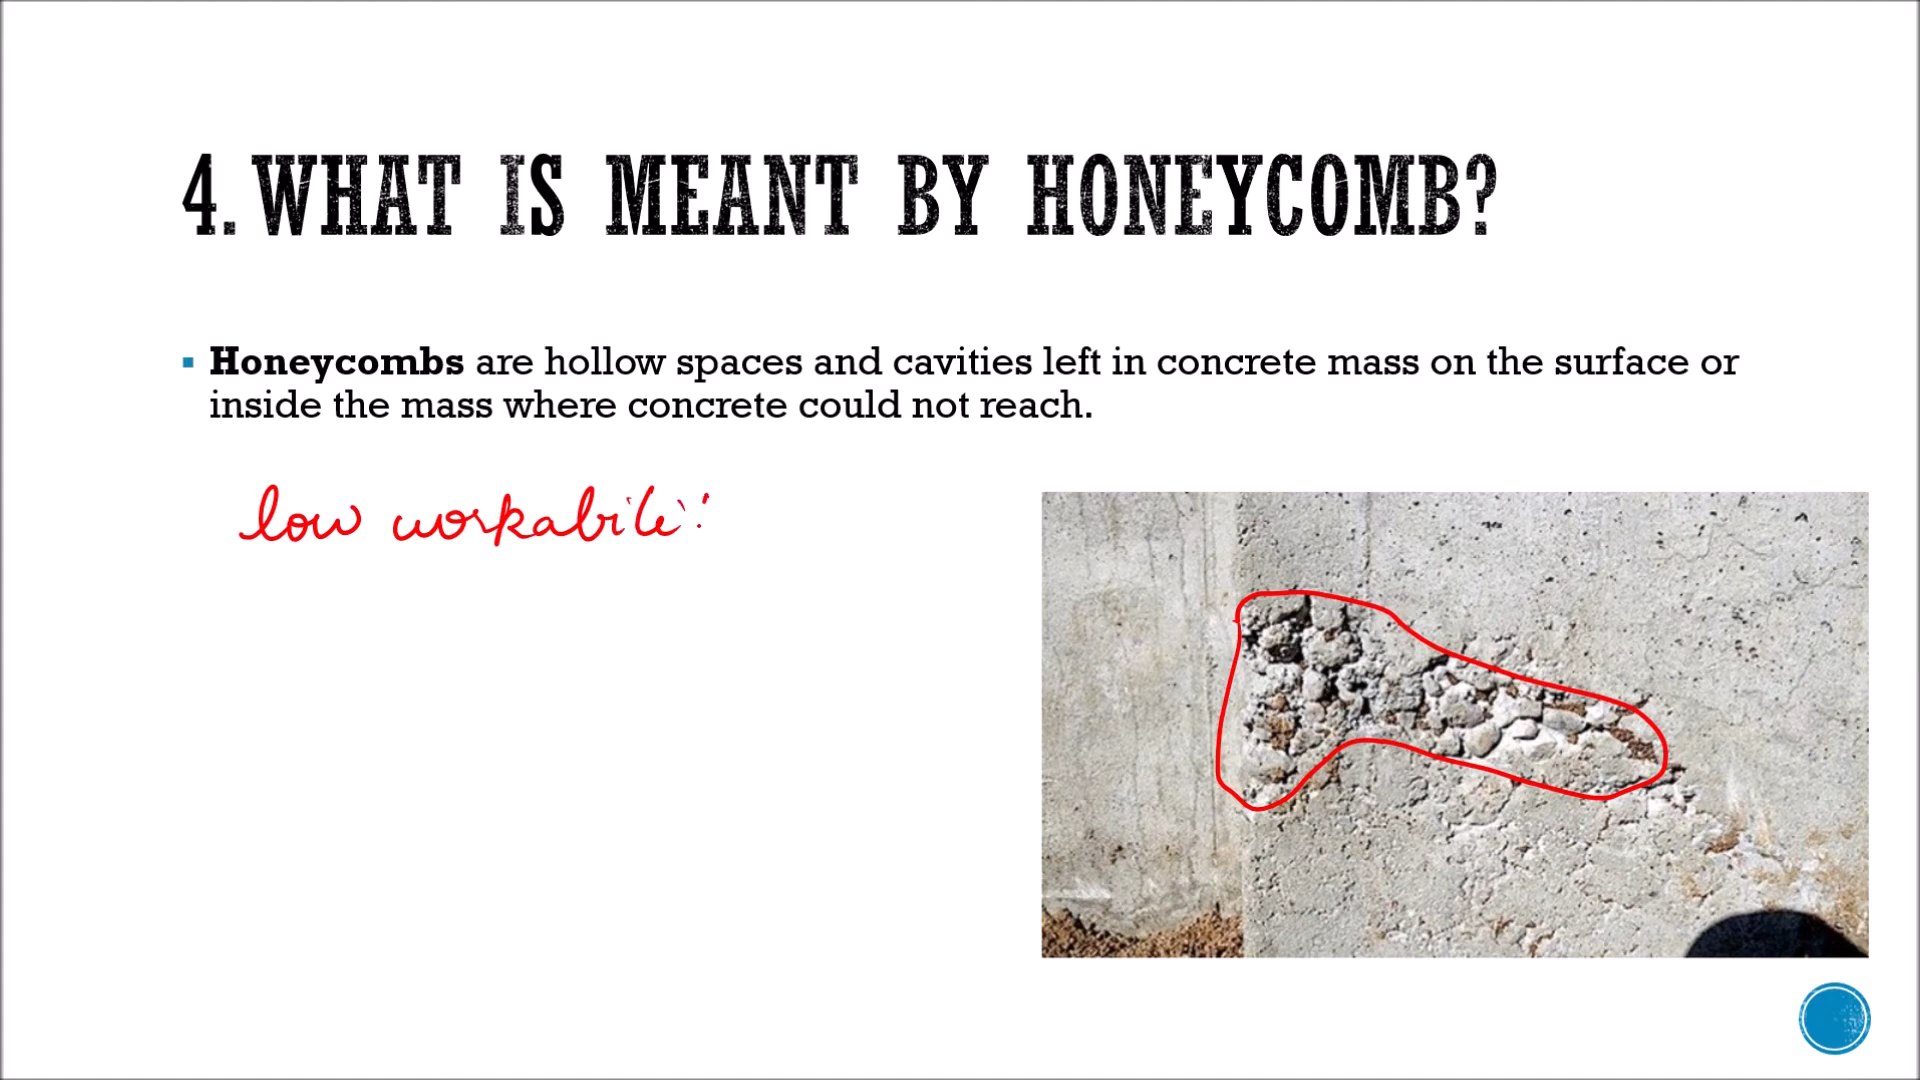 4. WHAT IS MEANT BY HONEYCOMB?
▪ Honeycombs are hollow spaces and cavities left in concrete mass on the surface or
inside the mass where concrete could not reach.
low